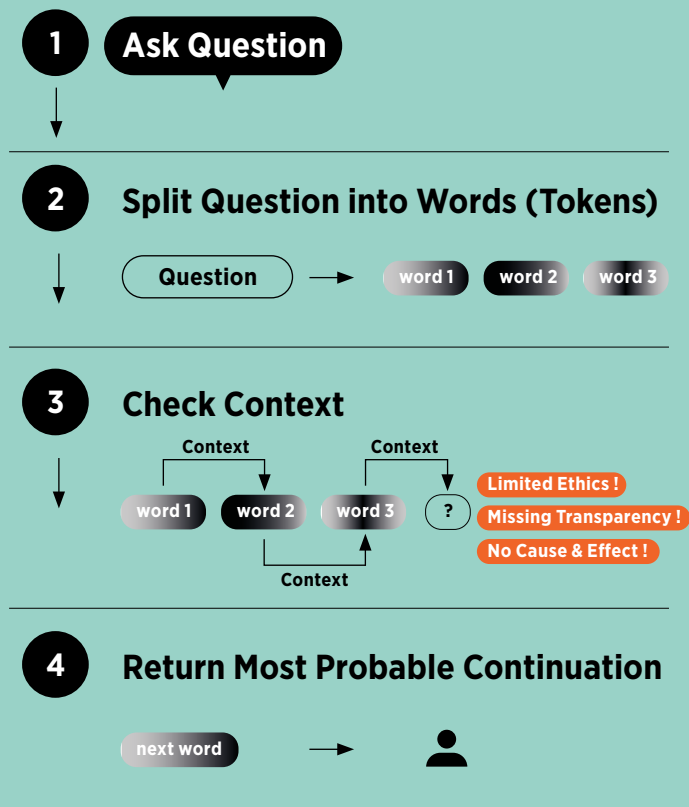 1
Ask Question
2
Split Question into Words (Tokens)
Question
word 1
word 2
word 3
3
Check Context
Context
Context
word 1
word 2
word 3
?
Context
Limited Ethics !
Missing Transparency !
No Cause & Effect !
4
Return Most Probable Continuation
next word